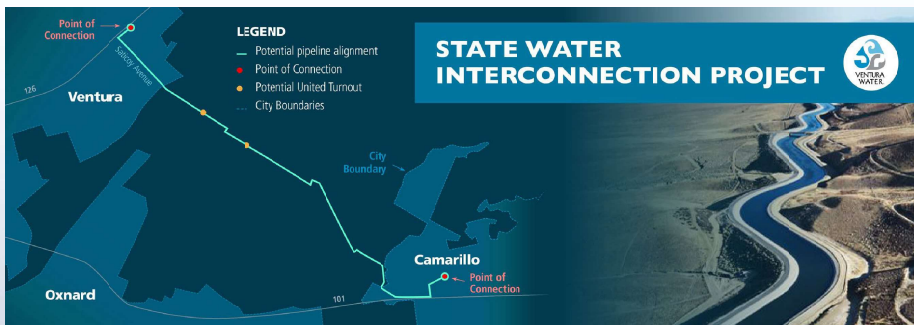 Point of
Connection
Saticoy Avenue
126
Ventura
LEGEND
Potential pipeline alignment
Point of Connection
Potential United Turnout
City Boundaries
STATE WATER
INTERCONNECTION PROJECT
VENTURA
WATER
City
Boundary
Camarillo
Point of
Connection
Oxnard
101